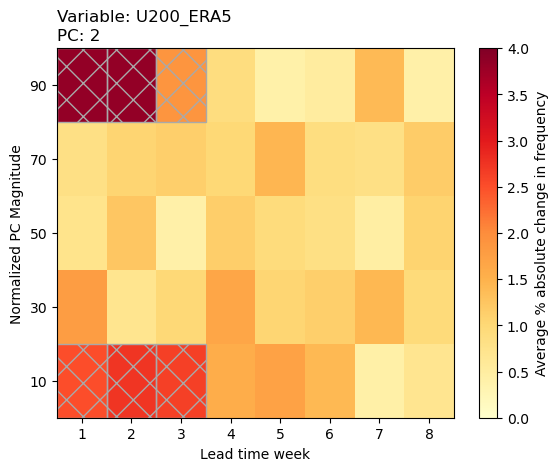 Variable: U200_ERA5
PC: 2
90
70
50
30
10
Normalized PC Magnitude
1 2 3 4 5 6 7 8
Lead time week
4.0
3.5
3.0
2.5
2.0
1.5
1.0
0.5
0.0
Average % absolute change in frequency